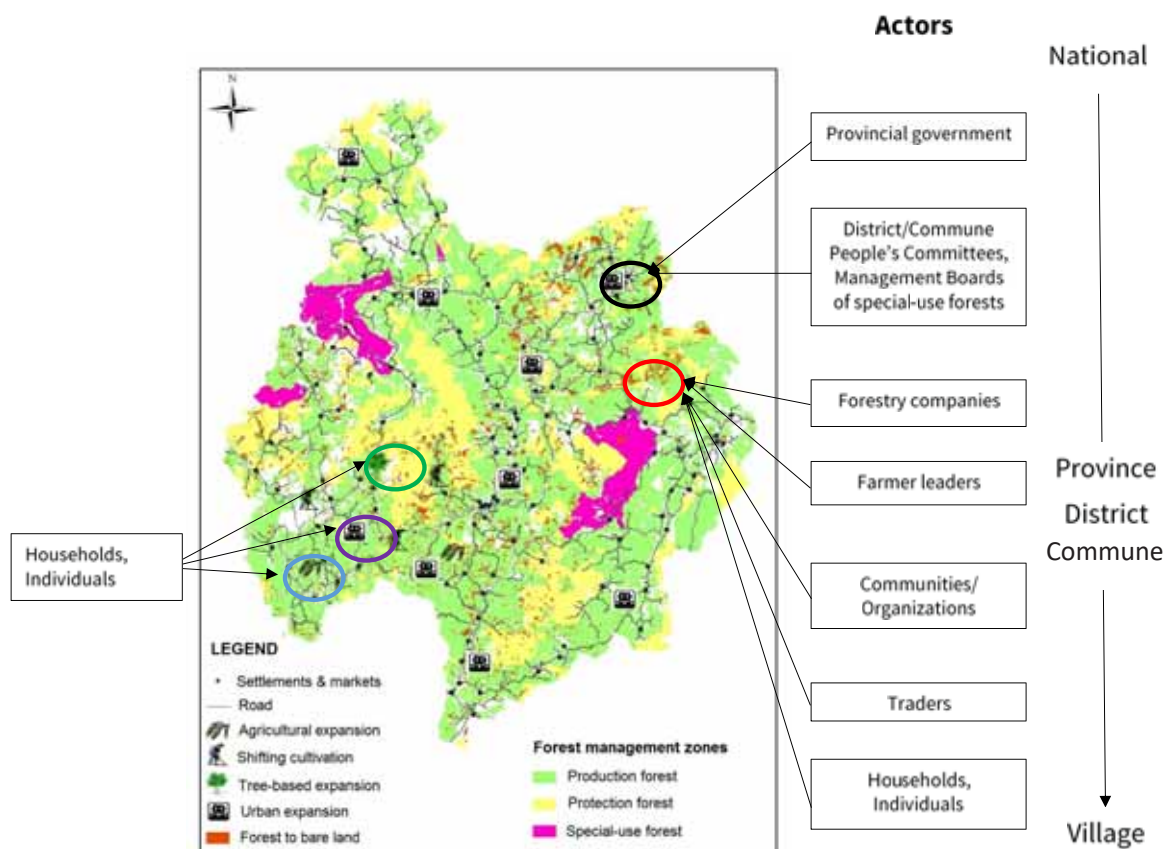 Actors
National
N
Provincial government
District/Commune
People's Committees,
Management Boards
of special-use forests
Forestry companies
Farmer leaders
Province
District
Commune
Households,
Individuals
Communities/
Organizations
Traders
Households,
Individuals
Village
LEGEND
Settlements & markets
Road
Agricultural expansion
Shifting cultivation
Tree-based expansion
Urban expansion
Forest to bare land
Forest management zones
Production forest
Protection forest
Special-use forest